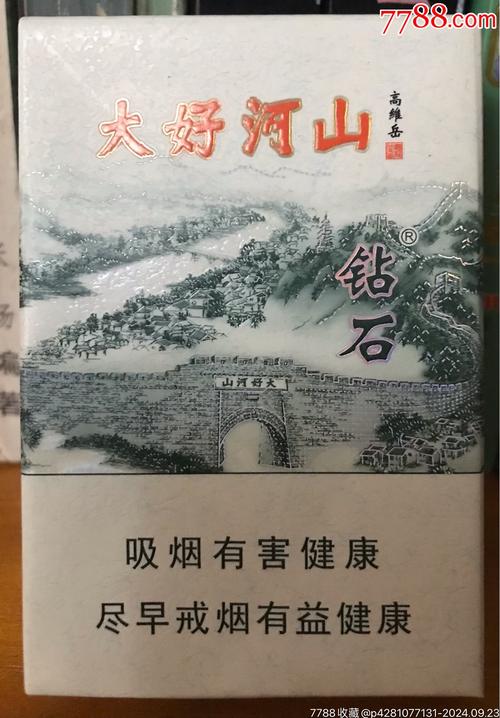 7788.com
大好河山
高維岳
钻石®
山河好大
吸烟有害健康
尽早戒烟有益健康
7788收藏@p4281077131-2024.09.23